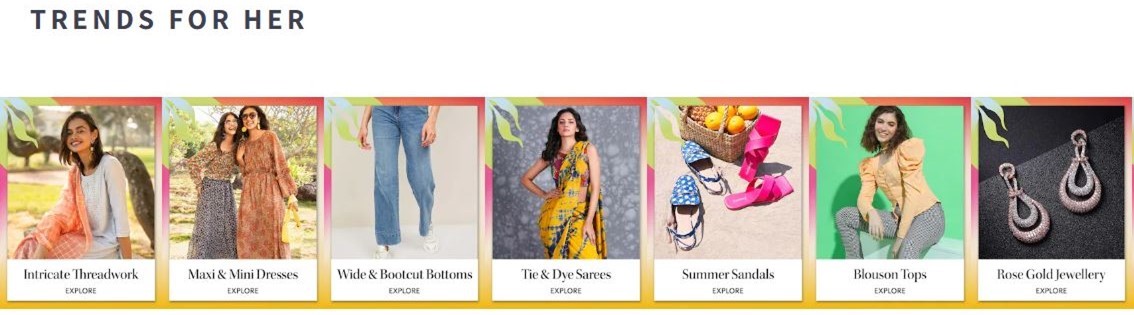 TRENDS FOR HER
Intricate Threadwork
EXPLORE
Maxi & Mini Dresses
EXPLORE
Wide & Bootcut Bottoms
EXPLORE
Tie & Dye Sarees
EXPLORE
Summer Sandals
EXPLORE
Blouson Tops
EXPLORE
Rose Gold Jewellery
EXPLORE